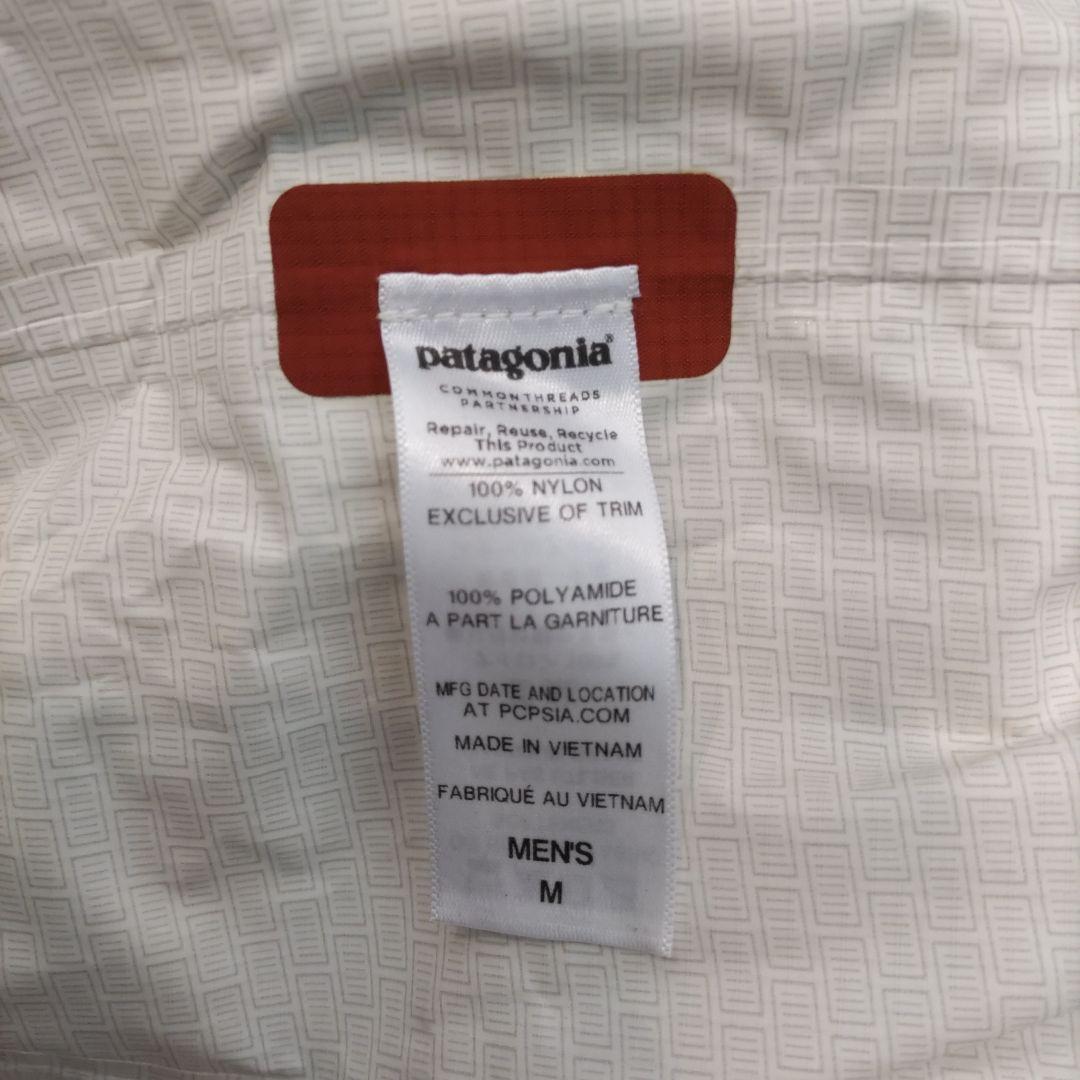 patagonia®
COMMONTHREADS
PARTNERSHIP
Repair, Reuse, Recycle
This Product
www.patagonia.com
100% NYLON
EXCLUSIVE OF TRIM
100% POLYAMIDE
A PART LA GARNITURE
MFG DATE AND LOCATION
AT PCPSIA.COM
MADE IN VIETNAM
FABRIQUÉ AU VIETNAM
MEN'S
M